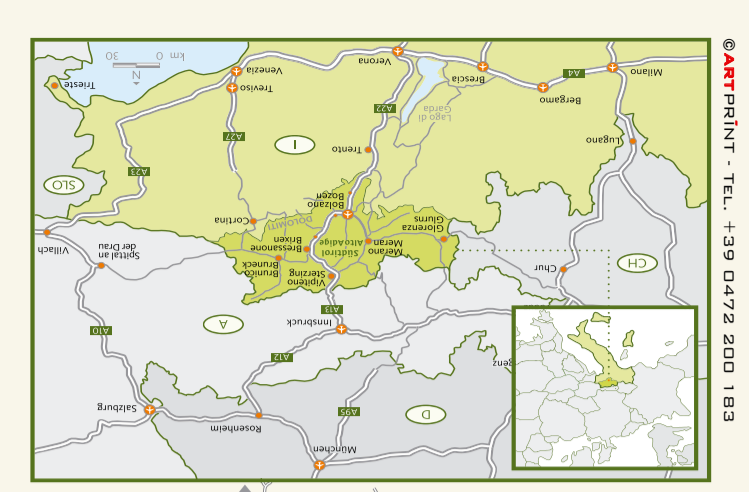 München
Rosenheim
Salzburg
A95
D
A12
A10
A
Innsbruck
genz
A13
Chur
CH
Vipiteno
Sterzing
Brunico
Bruneck
Spittal an
der Drau
Villach
Merano
Meran
Südtirol
AltoAdige
Bressanone
Brixen
Glorenza
Glurns
DOLOMITI
Cortina
Bolzano
Bozen
SLO
A23
Trento
I
Lugano
A27
Lago di
Garda
A22
Bergamo
Treviso
Trieste
Milano
A4
Brescia
Verona
Venezia
N
km 0 30
©ARTPRINT - TEL. +39 0472 200 183